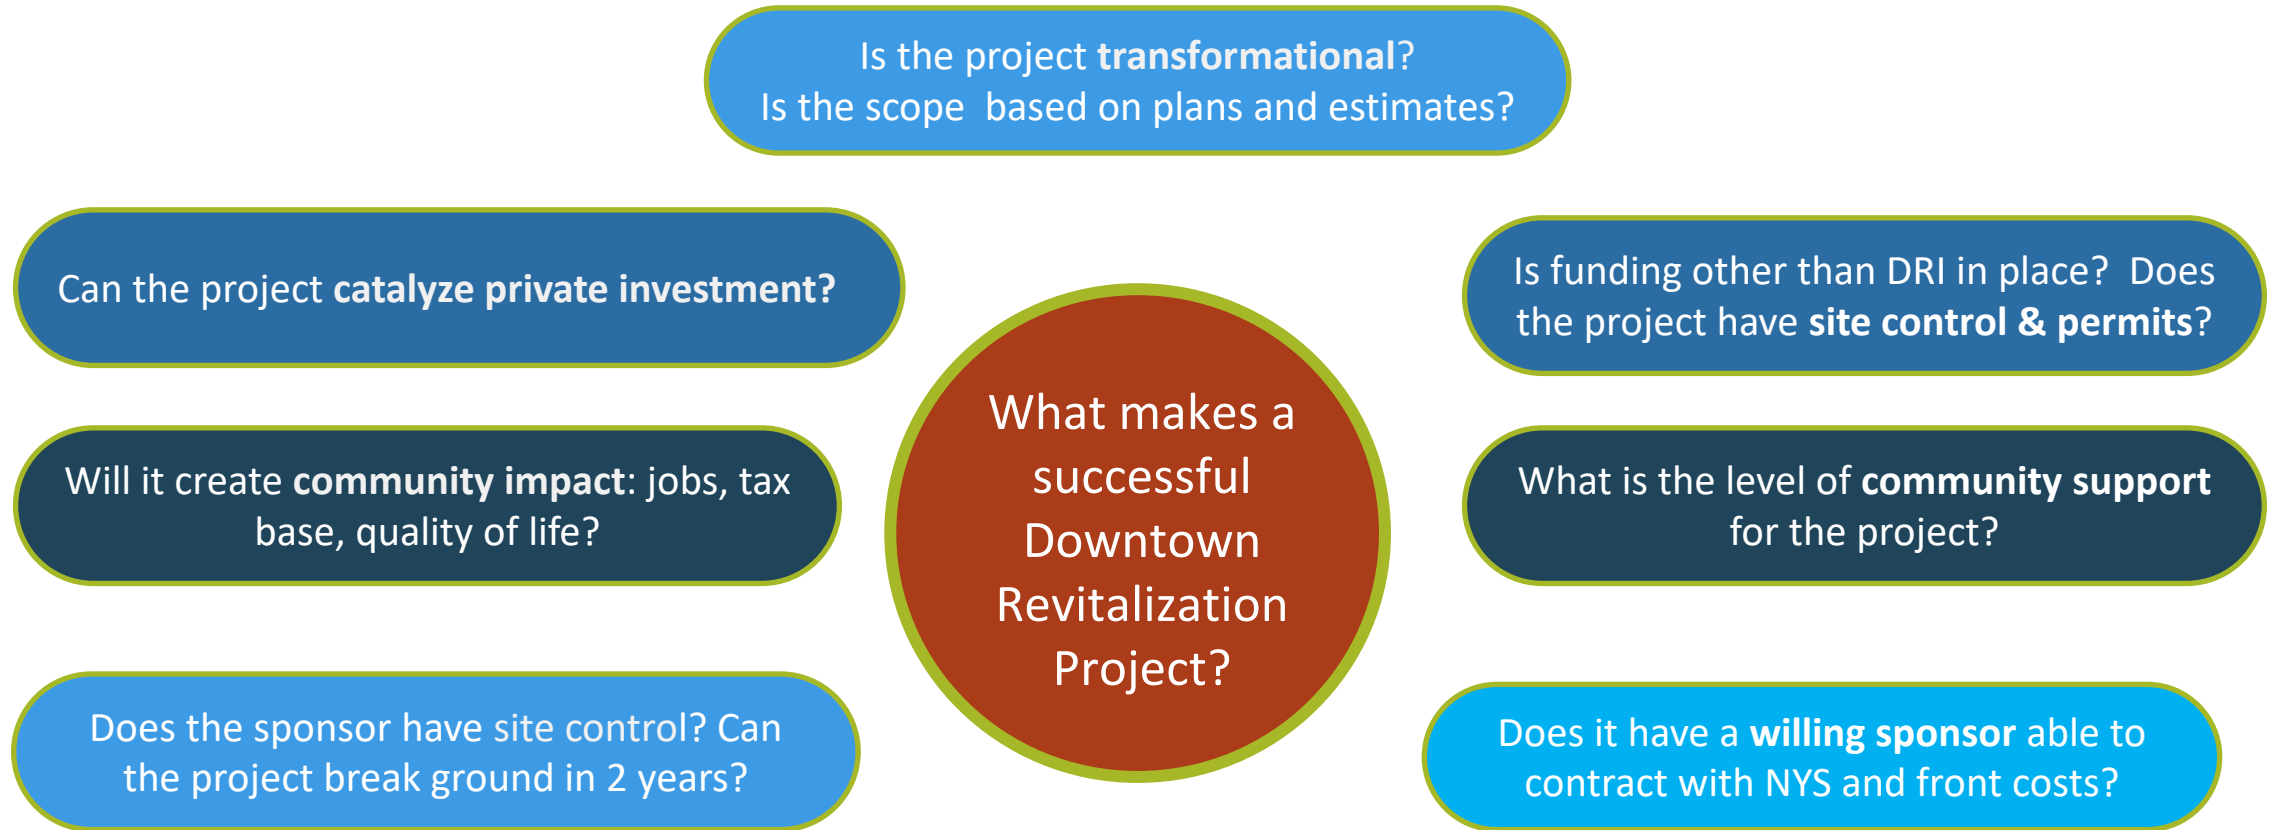 Is the project transformational?
Is the scope  based on plans and estimates?
Can the project catalyze private investment?
Is funding other than DRI in place?  Does
the project have site control & permits?
What makes a
successful
Downtown
Revitalization
Project?
Will it create community impact: jobs, tax
base, quality of life?
What is the level of community support
for the project?
Does the sponsor have site control? Can
the project break ground in 2 years?
Does it have a willing sponsor able to
contract with NYS and front costs?